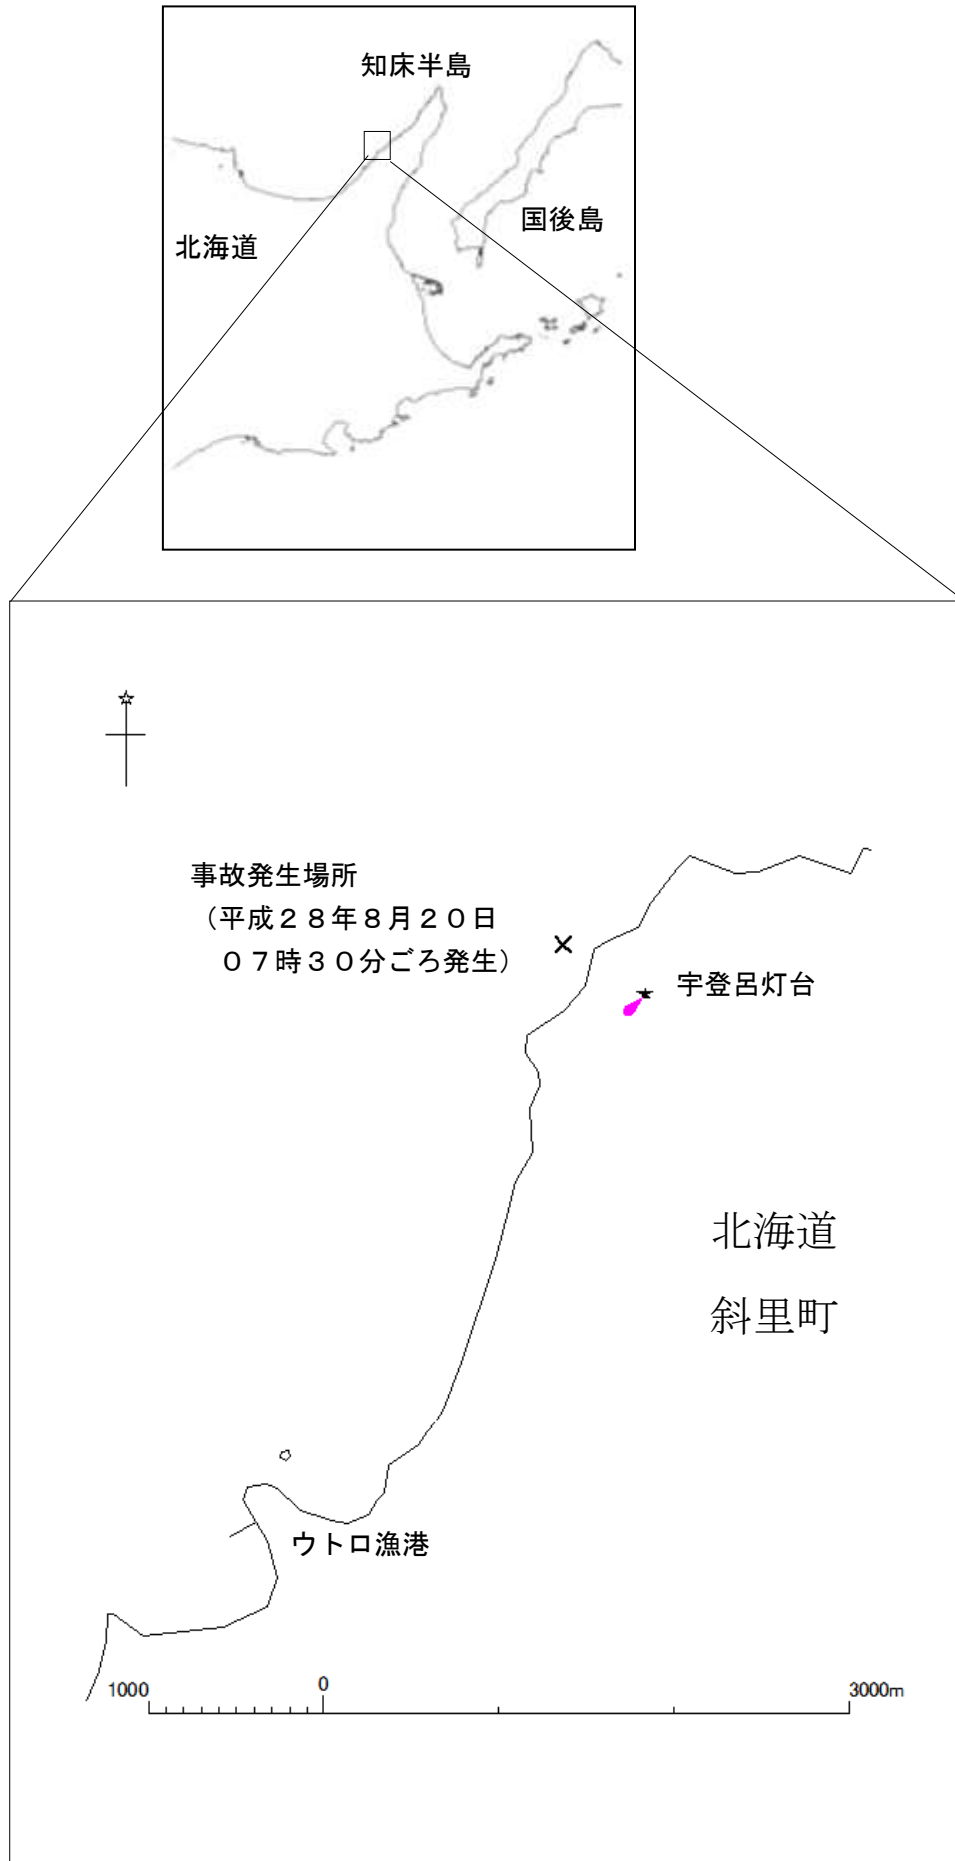 知床半島
国後島
北海道
事故発生場所
（平成２８年８月２０日
０７時３０分ごろ発生）
宇登呂灯台
北海道
斜里町
ウトロ漁港
1000 0 3000m